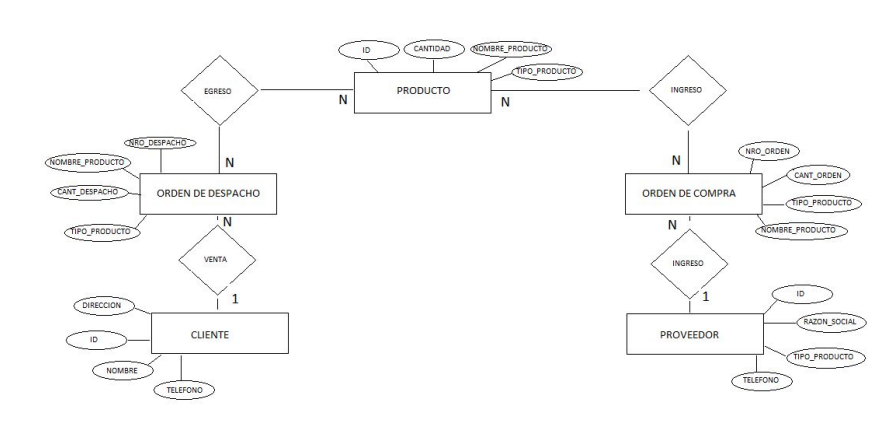 ID
CANTIDAD
NOMBRE_PRODUCTO
TIPO_PRODUCTO
EGRESO
PRODUCTO
INGRESO
N
N
NRO_DESPACHO
N
N
NRO_ORDEN
NOMBRE_PRODUCTO
CANT_DESPACHO
ORDEN DE DESPACHO
ORDEN DE COMPRA
CANT_ORDEN
TIPO_PRODUCTO
TIPO_PRODUCTO
N
N
NOMBRE_PRODUCTO
VENTA
INGRESO
DIRECCION
1
1
ID
ID
CLIENTE
PROVEEDOR
RAZON_SOCIAL
NOMBRE
TIPO_PRODUCTO
TELEFONO
TELEFONO